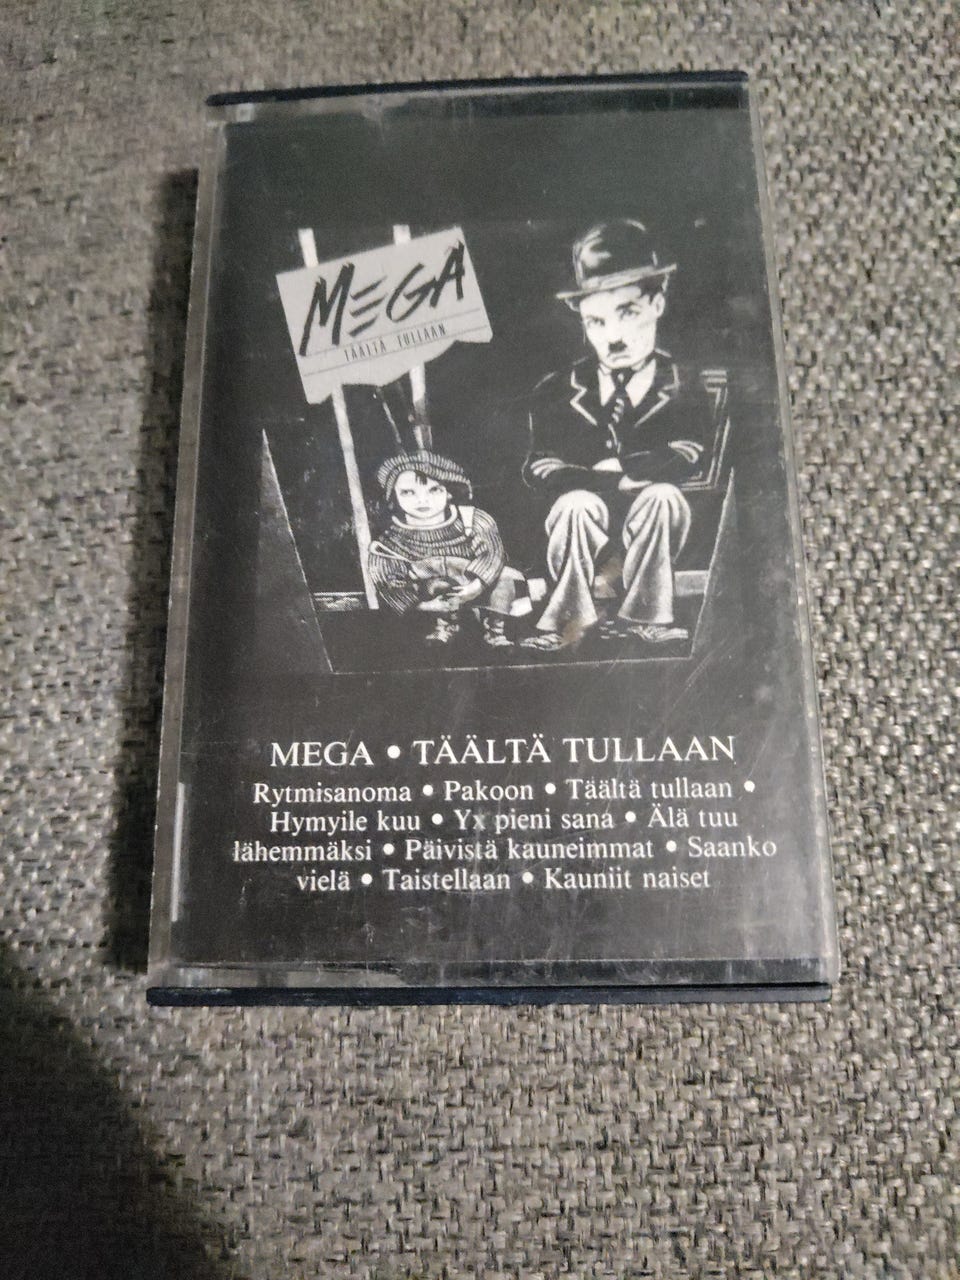 MEGA
TÄÄLTÄ TULLAAN
MEGA • TÄÄLTÄ TULLAAN
Rytmisanoma • Pakoon • Täältä tullaan •
Hymyile kuu • Yx pieni sana • Älä tuu
lähemmäksi • Päivistä kauneimmat • Saanko
vielä • Taistellaan • Kauniit naiset